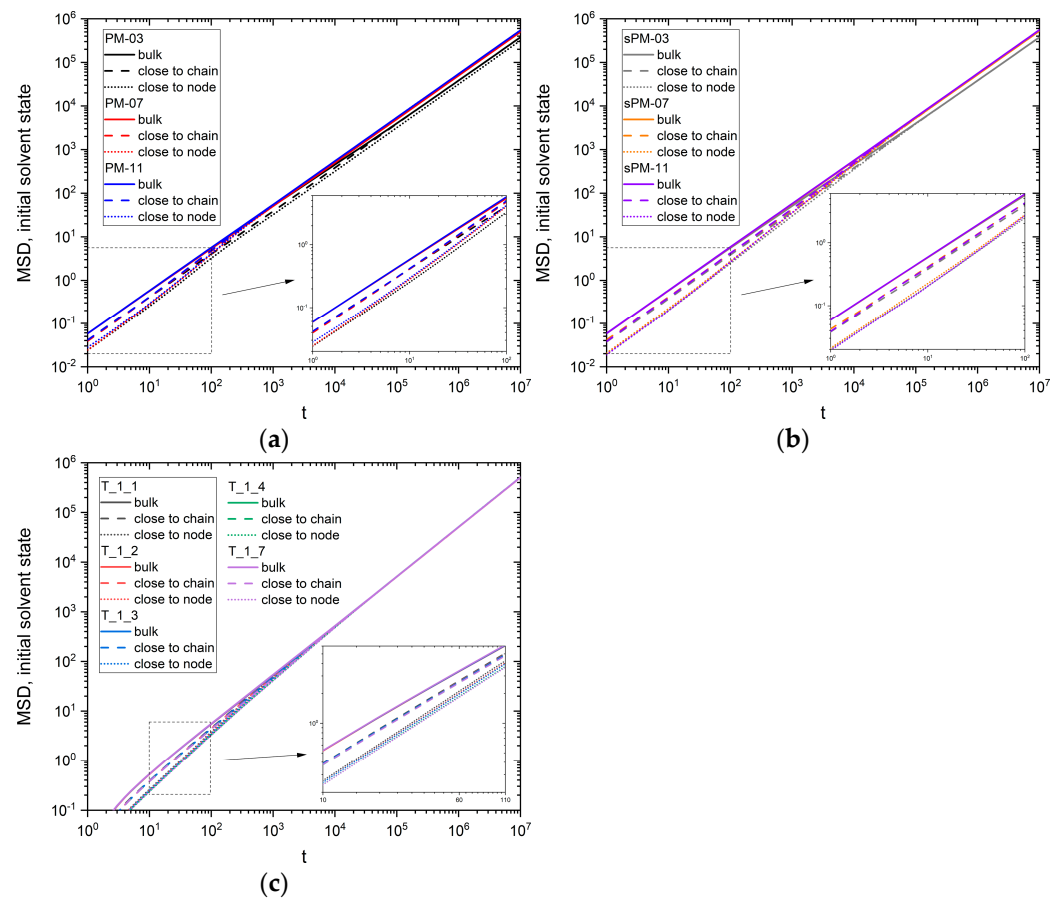 MSD, initial solvent state
10^6
10^5
10^4
10^3
10^2
10^1
10^0
10^-1
10^-2
PM-03
bulk
close to chain
close to node
PM-07
bulk
close to chain
close to node
PM-11
bulk
close to chain
close to node
10^0
10^-1
10^0
10^1
10^2
10^0 10^1 10^2 10^3 10^4 10^5 10^6 10^7
t
(a)
MSD, initial solvent state
10^6
10^5
10^4
10^3
10^2
10^1
10^0
10^-1
10^-2
sPM-03
bulk
close to chain
close to node
sPM-07
bulk
close to chain
close to node
sPM-11
bulk
close to chain
close to node
10^0
10^-1
10^0
10^1
10^2
10^0 10^1 10^2 10^3 10^4 10^5 10^6 10^7
t
(b)
MSD, initial solvent state
10^6
10^5
10^4
10^3
10^2
10^1
10^0
10^-1
T_1_1
bulk
close to chain
close to node
T_1_2
bulk
close to chain
close to node
T_1_3
bulk
close to chain
close to node
T_1_4
bulk
close to chain
close to node
T_1_7
bulk
close to chain
close to node
10^0
10
60
110
10^0 10^1 10^2 10^3 10^4 10^5 10^6 10^7
t
(c)